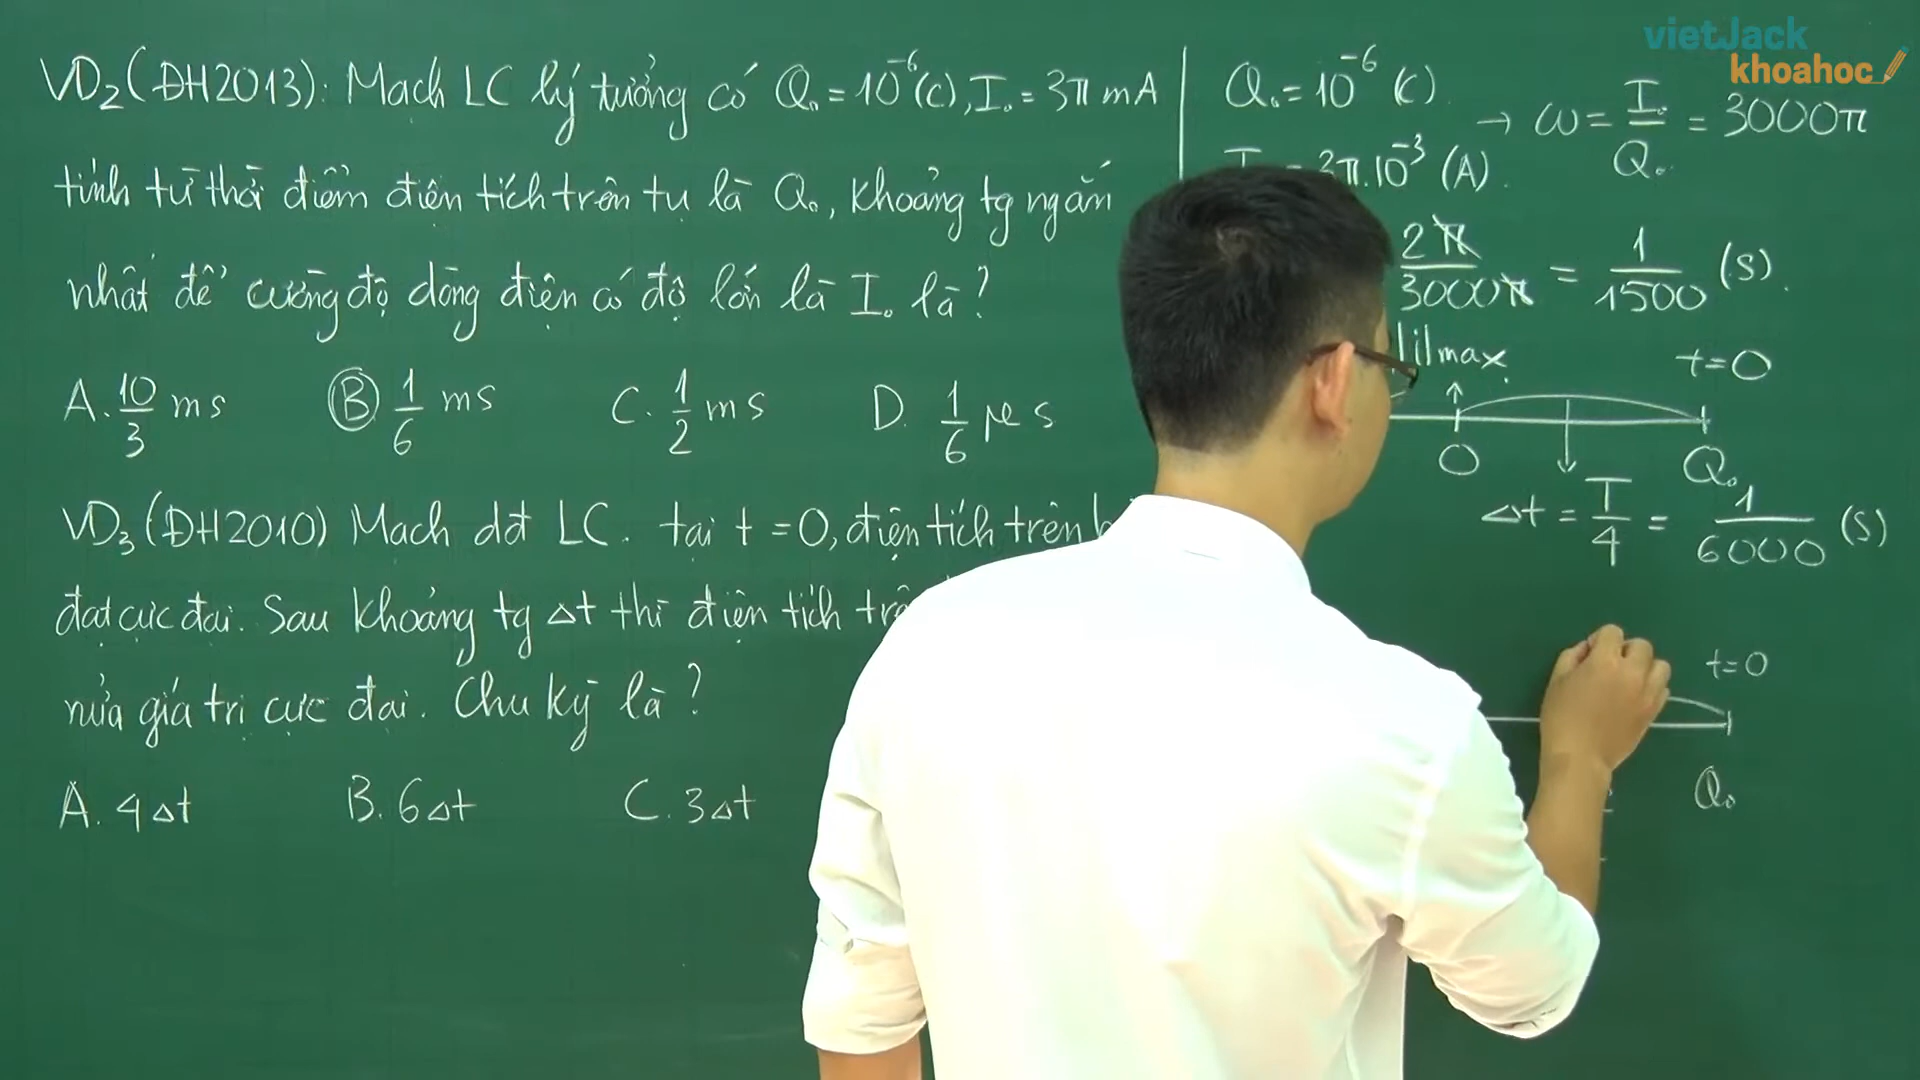 VD₂ (ĐH2013): Mạch LC lý tưởng có Q₀ = 10⁻⁶ (C), I₀ = 3π mA
tính từ thời điểm điện tích trên tụ là Q₀, khoảng tg ngắn
nhất để cường độ dòng điện có độ lớn là I₀ là?
A. 10/3 ms B. 1/6 ms C. 1/2 ms D. 1/6 μs
VD₃ (ĐH2010) Mạch dđ LC. tại t = 0, điện tích trên
đạt cực đại. Sau khoảng tg Δt thì điện tích
nửa giá trị cực đại. Chu kỳ là?
A. 4Δt B. 6Δt C. 3Δt
Q₀ = 10⁻⁶ (C)
→ ω = I₀/Q₀ = 3000π
3π.10⁻³ (A).
2π/3000π = 1/1500 (s).
|i|max t=0
O Q₀
Δt = T/4 = 1/6000 (s)
t=0
Q₀
vietJack
khoahoc